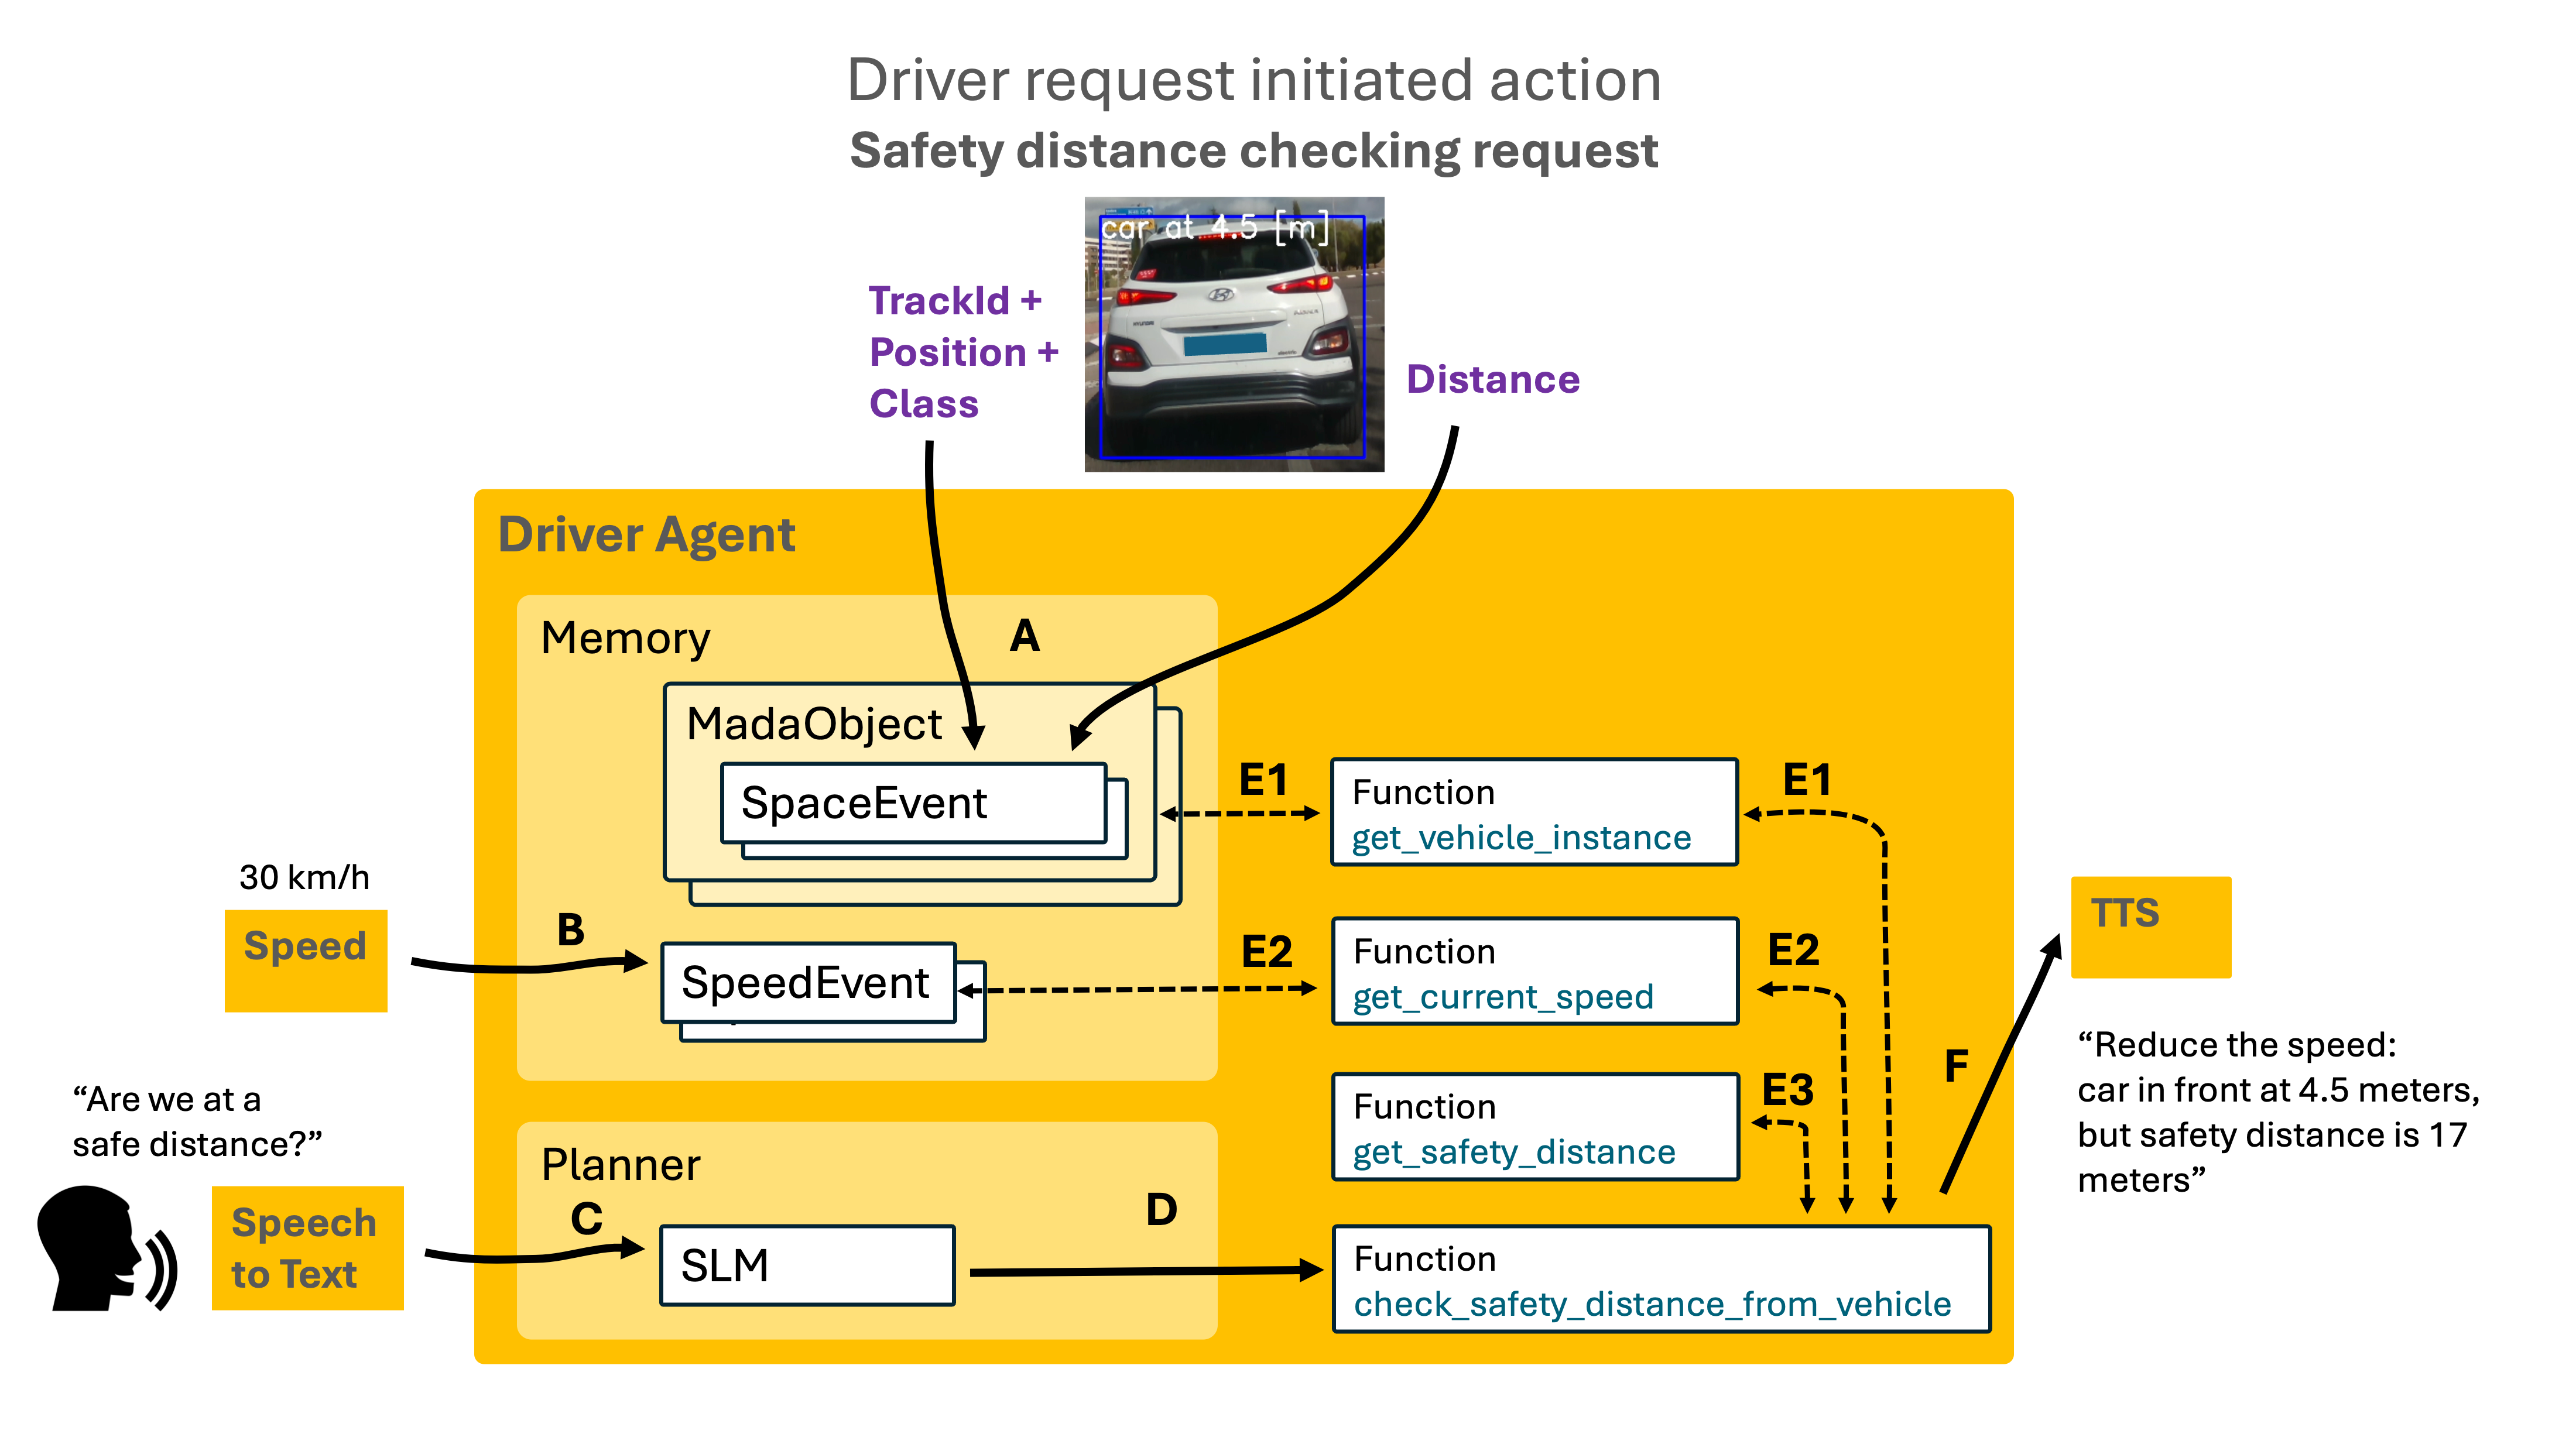 Driver request initiated action
Safety distance checking request
car at 4.5 [m]
TrackId +
Position +
Class
Distance
HYUNDAI
electric
Driver Agent
Memory
A
MadaObject
SpaceEvent
E1
Function
get_vehicle_instance
E1
30 km/h
Speed
B
SpeedEvent
E2
Function
get_current_speed
E2
TTS
“Are we at a
safe distance?”
Function
get_safety_distance
E3
F
“Reduce the speed:
car in front at 4.5 meters,
but safety distance is 17
meters”
Speech
to Text
Planner
C
SLM
D
Function
check_safety_distance_from_vehicle